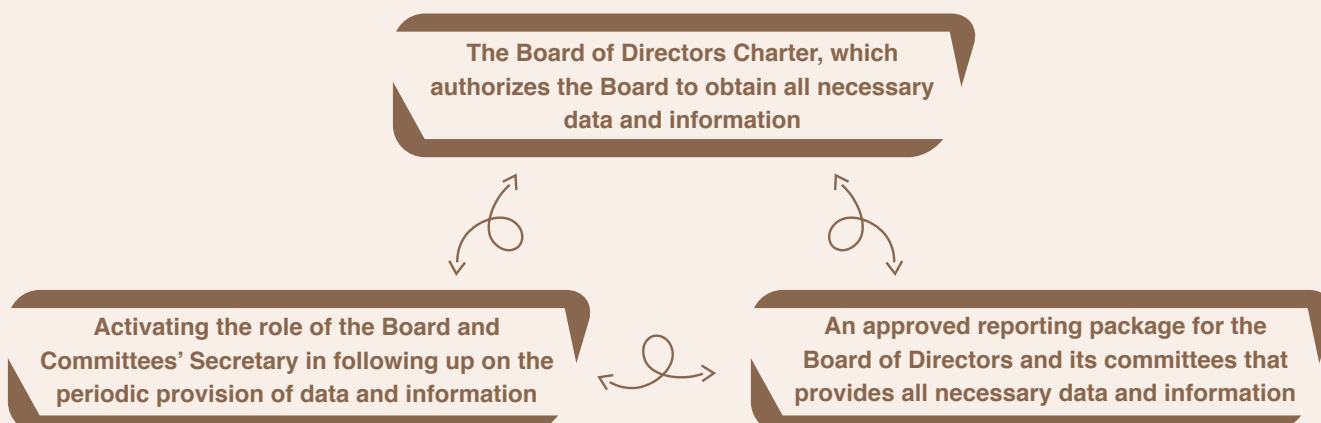 The Board of Directors Charter, which
authorizes the Board to obtain all necessary
data and information
Activating the role of the Board and
Committees’ Secretary in following up on the
periodic provision of data and information
An approved reporting package for the
Board of Directors and its committees that
provides all necessary data and information